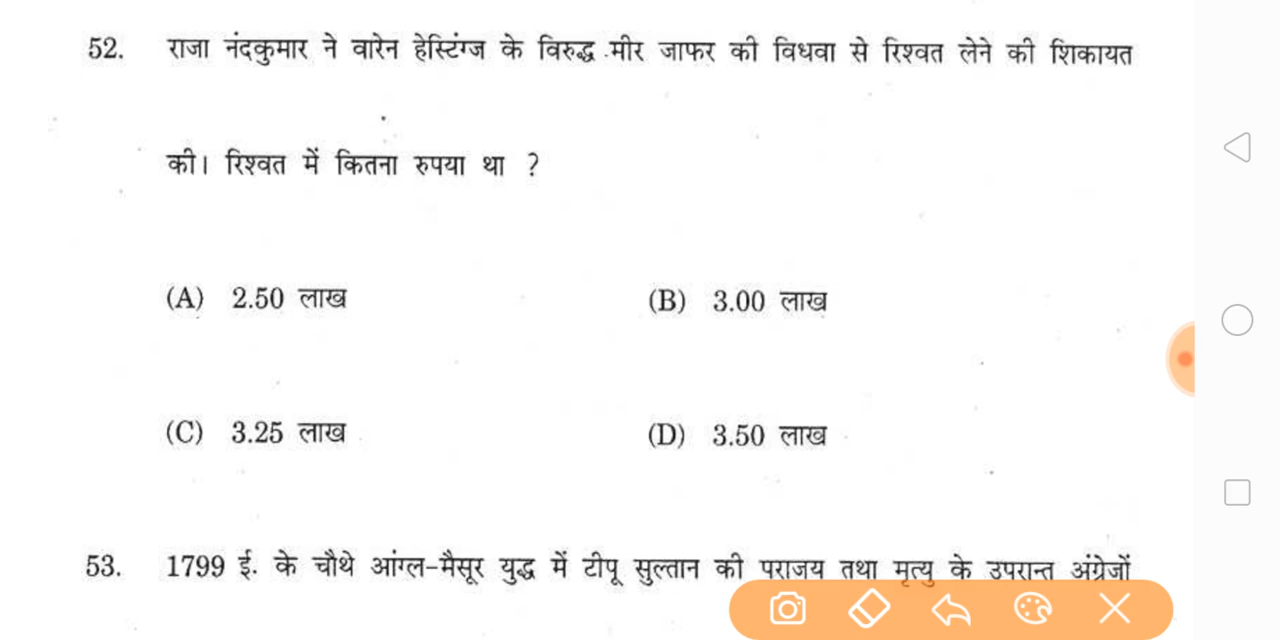 52. राजा नंदकुमार ने वारेन हेस्टिंग्ज के विरुद्ध मीर जाफर की विधवा से रिश्वत लेने की शिकायत
की। रिश्वत में कितना रुपया था ?
(A) 2.50 लाख (B) 3.00 लाख
(C) 3.25 लाख (D) 3.50 लाख
53. 1799 ई. के चौथे आंग्ल-मैसूर युद्ध में टीपू सुल्तान की पराजय तथा मृत्यु के उपरान्त अंग्रेजों